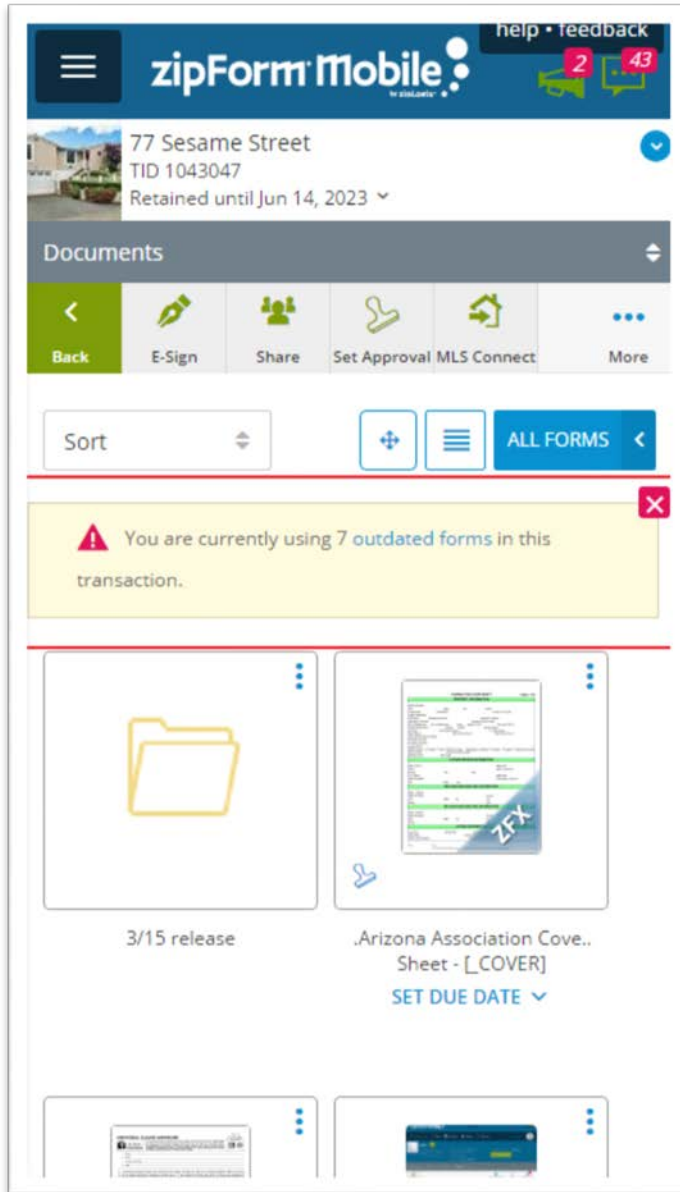 help • feedback
zipForm Mobile
2
43
77 Sesame Street
TID 1043047
Retained until Jun 14, 2023
Documents
Back
E-Sign
Share
Set Approval
MLS Connect
More
Sort
ALL FORMS
You are currently using 7 outdated forms in this
transaction.
ZFX
3/15 release
.Arizona Association Cove..
Sheet - [_COVER]
SET DUE DATE